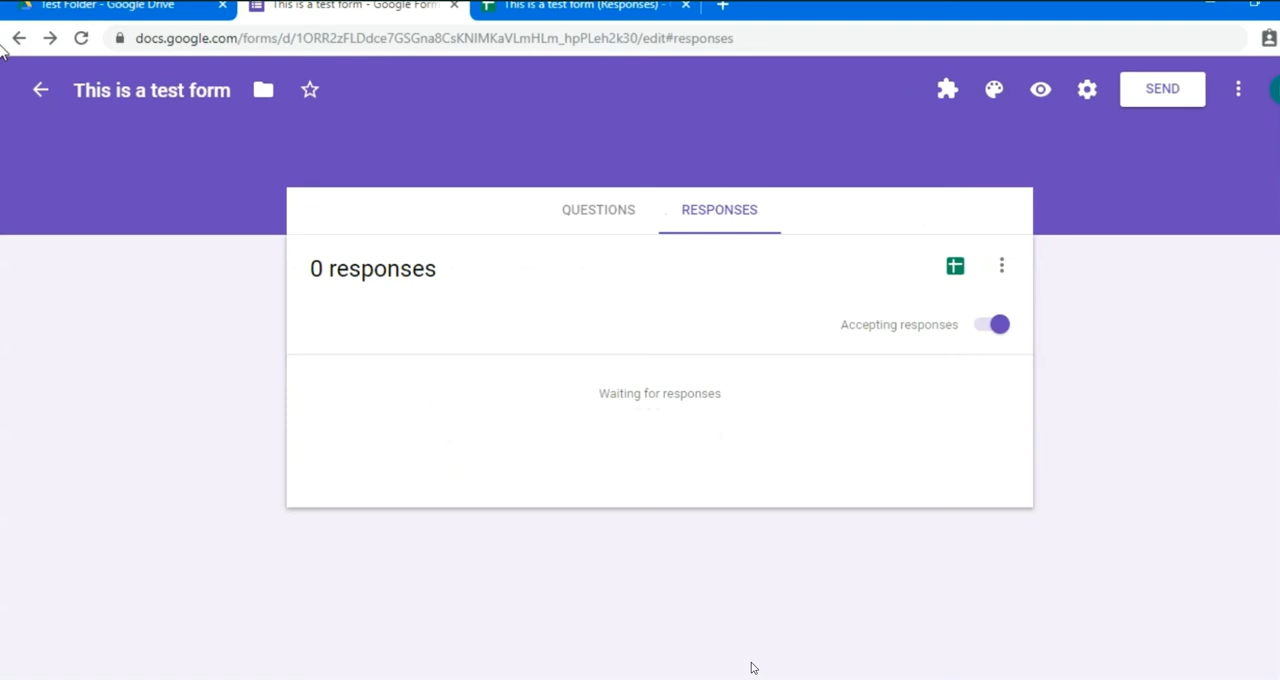 Test Folder - Google Drive
This is a test form - Google Form
This is a test form (Responses) -
docs.google.com/forms/d/1ORR2zFLDdce7GSGna8CsKNIMKaVLmHLm_hpPLeh2k30/edit#responses
This is a test form
SEND
QUESTIONS
RESPONSES
0 responses
Accepting responses
Waiting for responses